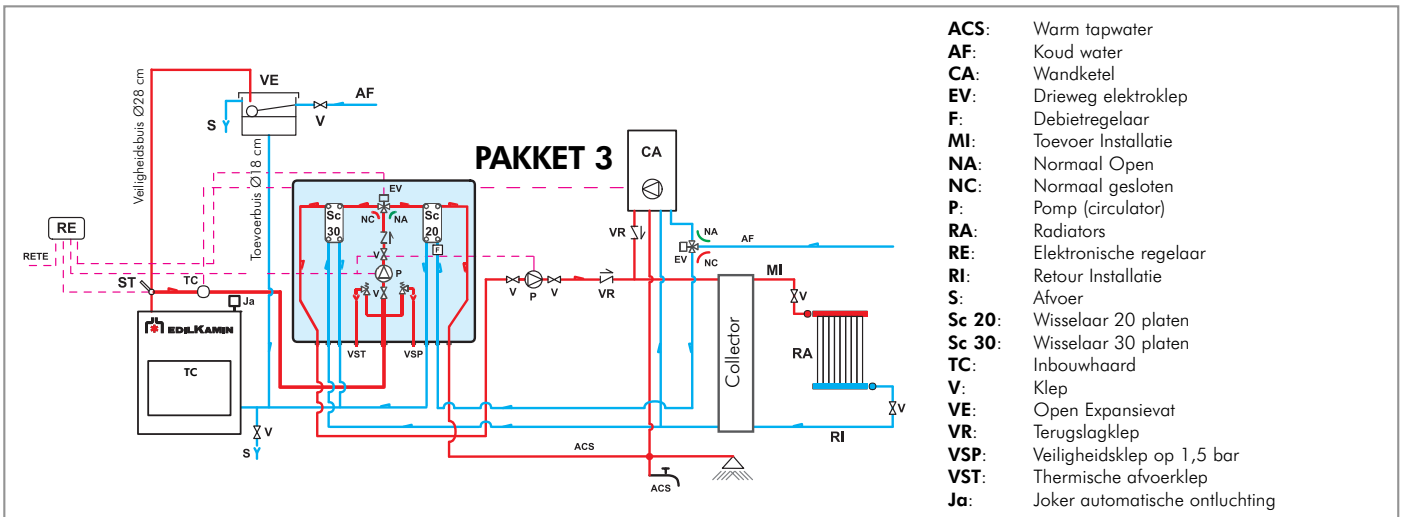 PAKKET 3
Veiligheidsbuis Ø28 cm
VE
AF
S
V
Toevoerbuis Ø18 cm
RE
RETE
ST
TC
Ja
EDILKAMIN
TC
V
S
EV
Sc
30
NC
NA
Sc
20
F
V
P
V
VST
VSP
CA
VR
NA
EV
NC
AF
V
P
V
VR
MI
V
Collector
RA
V
RI
ACS
ACS
ACS: Warm tapwater
AF: Koud water
CA: Wandketel
EV: Drieweg elektroklep
F: Debietregelaar
MI: Toevoer Installatie
NA: Normaal Open
NC: Normaal gesloten
P: Pomp (circulator)
RA: Radiators
RE: Elektronische regelaar
RI: Retour Installatie
S: Afvoer
Sc 20: Wisselaar 20 platen
Sc 30: Wisselaar 30 platen
TC: Inbouwhaard
V: Klep
VE: Open Expansievat
VR: Terugslagklep
VSP: Veiligheidsklep op 1,5 bar
VST: Thermische afvoerklep
Ja: Joker automatische ontluchting